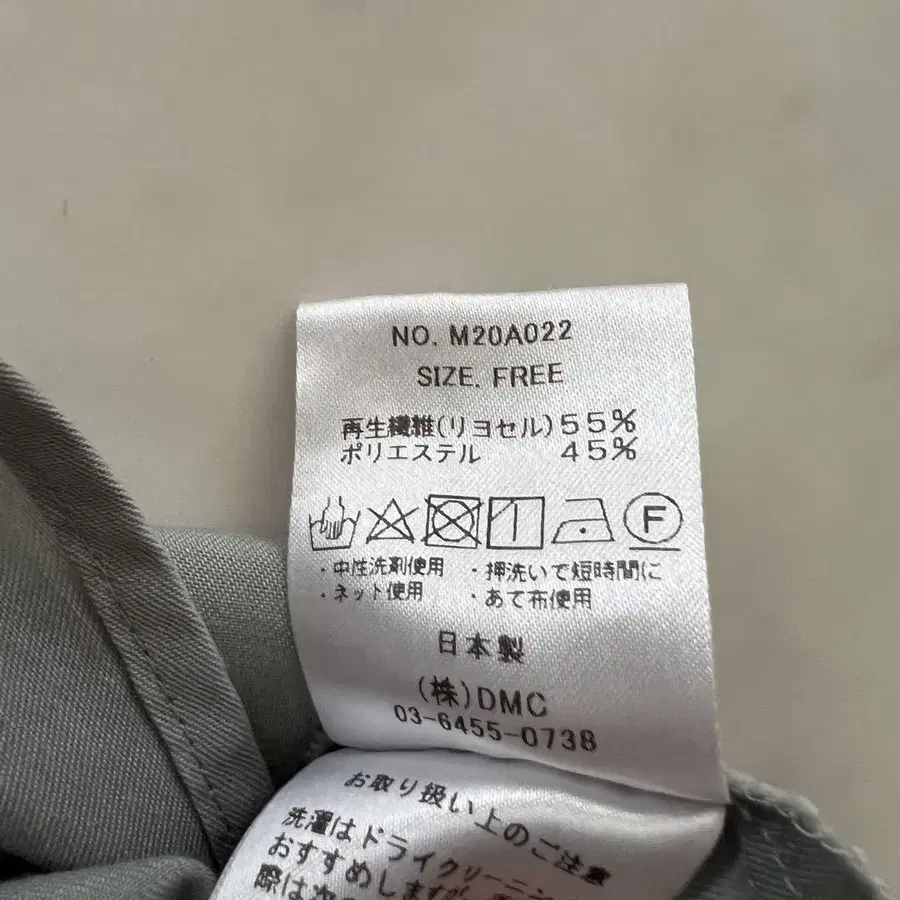 NO. M20A022
SIZE. FREE
再生繊維(リヨセル)55%
ポリエステル 45%
F
・中性洗剤使用 ・押洗いで短時間に
・ネット使用 ・あて布使用
日本製
(株)DMC
03-6455-0738
お取り扱い上のご注意
洗濯はドライクリーニ
おすすめしますが
際は次